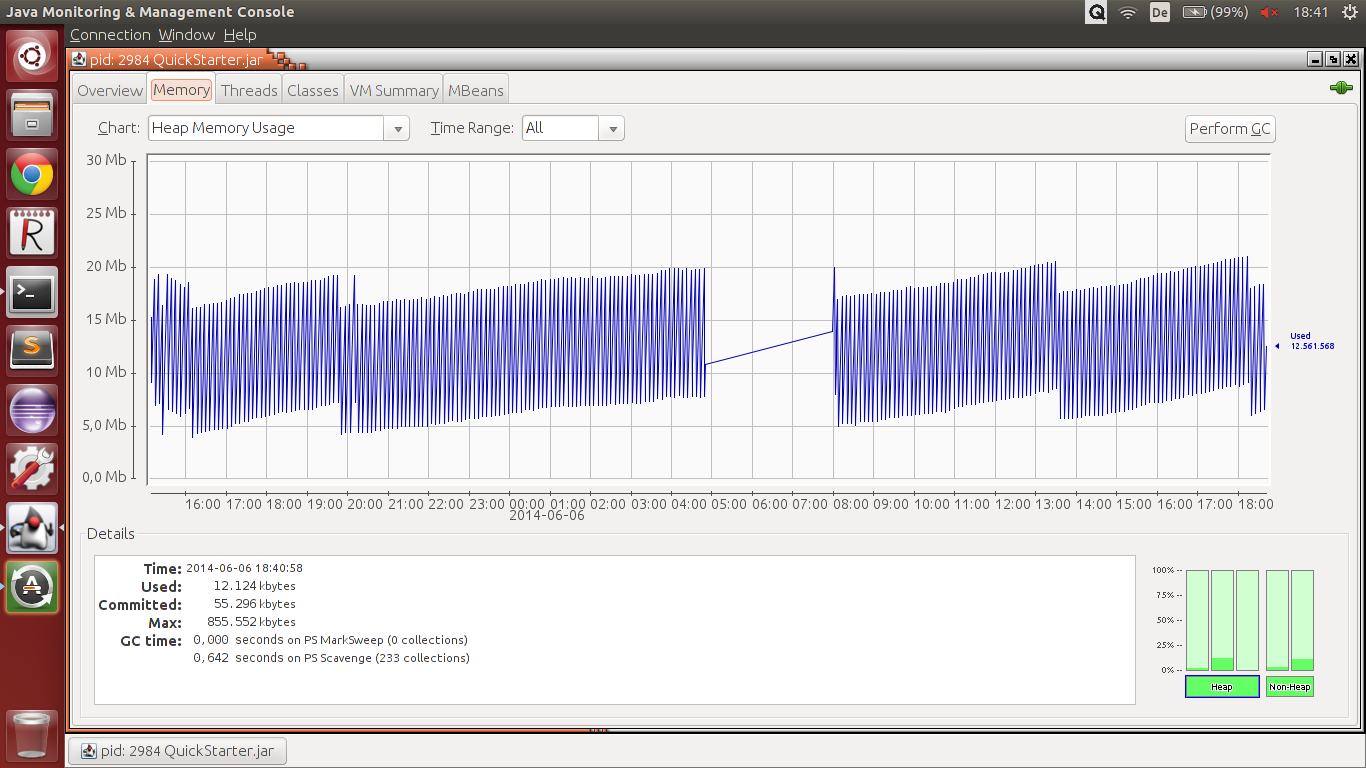 Java Monitoring & Management Console
Q De (99%) 18:41
Connection Window Help
pid: 2984 QuickStarter.jar
Overview Memory Threads Classes VM Summary MBeans
Chart: Heap Memory Usage Time Range: All Perform GC
30 Mb
25 Mb
20 Mb
15 Mb
10 Mb
5,0 Mb
0,0 Mb
Used
12.561.568
16:00 17:00 18:00 19:00 20:00 21:00 22:00 23:00 00:00 01:00 02:00 03:00 04:00 05:00 06:00 07:00 08:00 09:00 10:00 11:00 12:00 13:00 14:00 15:00 16:00 17:00 18:00
2014-06-06
Details
Time: 2014-06-06 18:40:58
Used: 12.124 kbytes
Committed: 55.296 kbytes
Max: 855.552 kbytes
GC time: 0,000 seconds on PS MarkSweep (0 collections)
0,642 seconds on PS Scavenge (233 collections)
100% --
75% --
50% --
25% --
0% --
Heap Non-Heap
pid: 2984 QuickStarter.jar